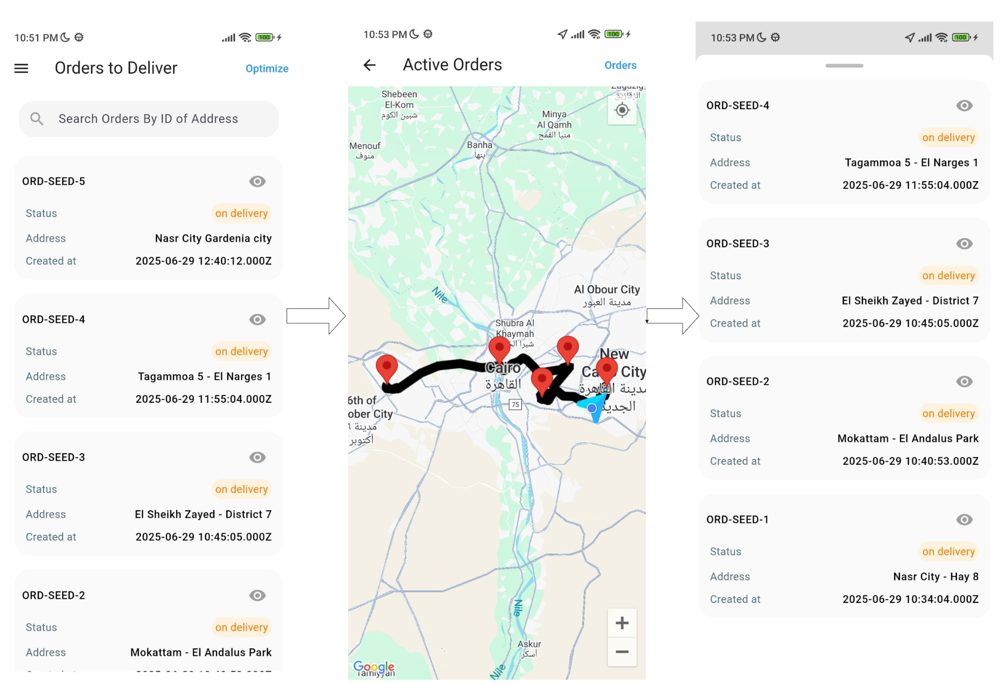 10:51 PM
100
Orders to Deliver
Optimize
Search Orders By ID of Address
ORD-SEED-5
Status
on delivery
Address
Nasr City Gardenia city
Created at
2025-06-29 12:40:12.000Z
ORD-SEED-4
Status
on delivery
Address
Tagammoa 5 - El Narges 1
Created at
2025-06-29 11:55:04.000Z
ORD-SEED-3
Status
on delivery
Address
El Sheikh Zayed - District 7
Created at
2025-06-29 10:45:05.000Z
ORD-SEED-2
Status
on delivery
Address
Mokattam - El Andalus Park
10:53 PM
100
Active Orders
Orders
Zagazig
الزقازيق
Shebeen
El-Kom
شبين الكوم
Minya
Al Qamh
منيا القمح
Menouf
منوف
Banha
بنها
Nile
Al Obour City
مدينة العبور
Shubra Al
Khaymah
شبرا
Cairo
القاهرة
New
City
مدينة القاهرة
الجديدة
75
6th of
ober City
مدينة ٦
أكتوبر
Nile
Askur
أسكر
Nile
Google
Tamiyyah
10:53 PM
100
ORD-SEED-4
Status
on delivery
Address
Tagammoa 5 - El Narges 1
Created at
2025-06-29 11:55:04.000Z
ORD-SEED-3
Status
on delivery
Address
El Sheikh Zayed - District 7
Created at
2025-06-29 10:45:05.000Z
ORD-SEED-2
Status
on delivery
Address
Mokattam - El Andalus Park
Created at
2025-06-29 10:40:53.000Z
ORD-SEED-1
Status
on delivery
Address
Nasr City - Hay 8
Created at
2025-06-29 10:34:04.000Z